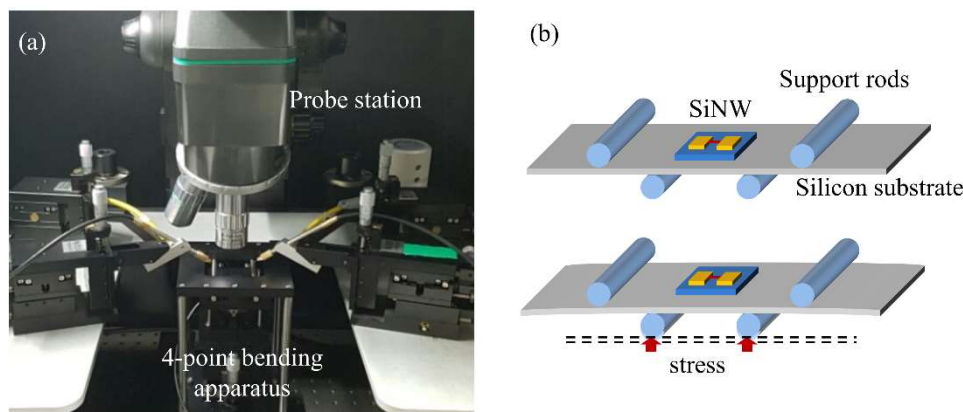 (a)
Probe station
4-point bending
apparatus
(b)
Support rods
SiNW
Silicon substrate
stress